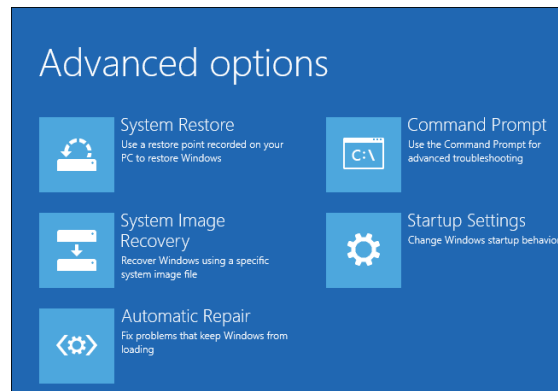 Advanced options
System Restore
Use a restore point recorded on your
PC to restore Windows
System Image
Recovery
Recover Windows using a specific
system image file
Automatic Repair
Fix problems that keep Windows from
loading
C:\
Command Prompt
Use the Command Prompt for
advanced troubleshooting
Startup Settings
Change Windows startup behavior